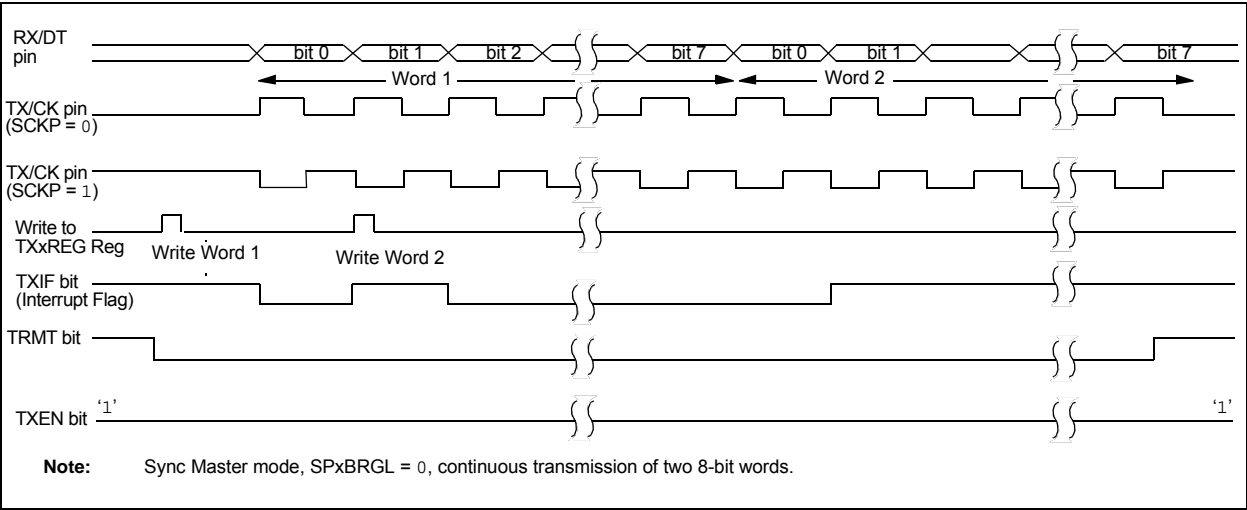 RX/DT
pin
bit 0 bit 1 bit 2 bit 7 bit 0 bit 1 bit 7
Word 1 Word 2
TX/CK pin
(SCKP = 0)
TX/CK pin
(SCKP = 1)
Write to
TXxREG Reg
Write Word 1
Write Word 2
TXIF bit
(Interrupt Flag)
TRMT bit
TXEN bit
‘1’ ‘1’
Note: Sync Master mode, SPxBRGL = 0, continuous transmission of two 8-bit words.